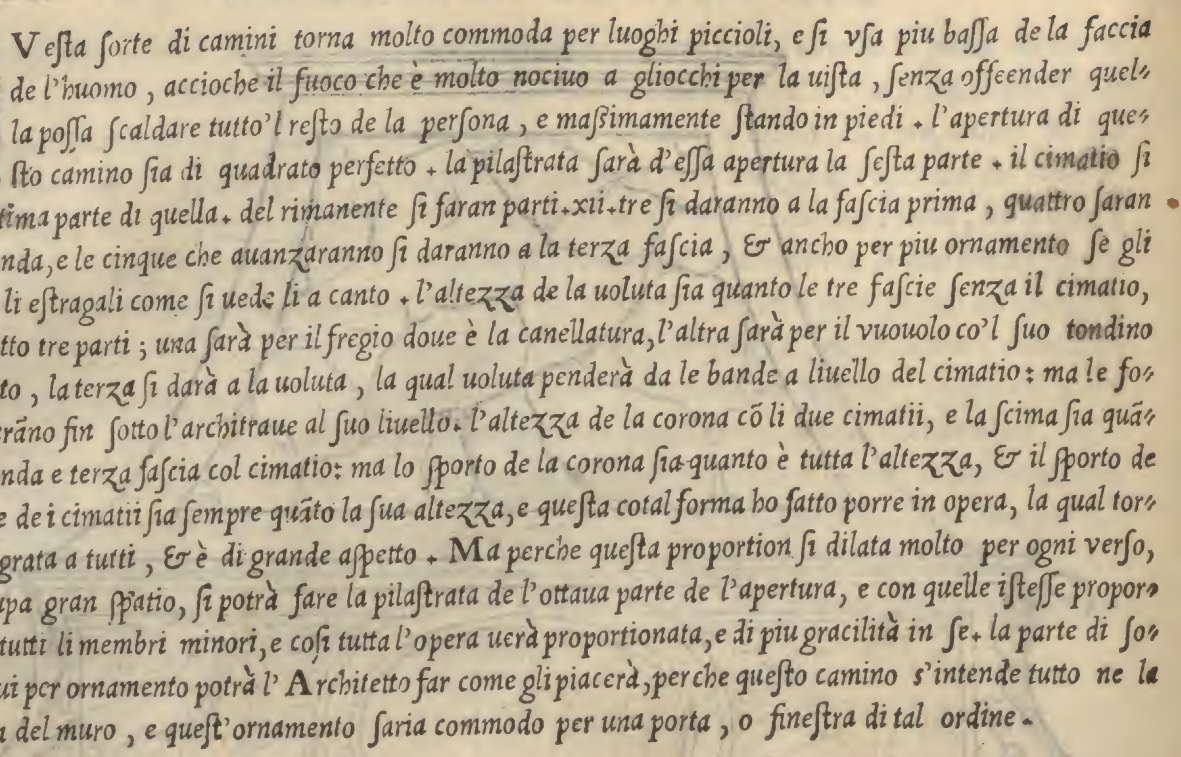 Vesta sorte di camini torna molto commoda per luoghi piccioli, e si vsa piu bassa de la faccia
de l'huomo, accioche il fuoco che è molto nociuo a gliocchi per la uista, senza offender quel-
la possa scaldare tutto'l resto de la persona, e massimamente stando in piedi. l'apertura di que-
sto camino sia di quadrato perfetto. la pilastrata sarà d'essa apertura la sesta parte. il cimatio si
tima parte di quella. del rimanente si faran parti.xii.tre si daranno a la fascia prima, quattro saran
nda, e le cinque che auanzaranno si daranno a la terza fascia, & ancho per piu ornamento se gli
li estragali come si uede li a canto. l'altezza de la uoluta sia quanto le tre fascie senza il cimatio,
tto tre parti; una sarà per il fregio doue è la canellatura, l'altra sarà per il vuouolo co'l suo tondino
to, la terza si darà a la uoluta, la qual uoluta penderà da le bande a liuello del cimatio: ma le fo-
rāno fin sotto l'architraue al suo liuello. l'altezza de la corona cō li due cimatii, e la scima sia quā-
nda e terza fascia col cimatio: ma lo sporto de la corona sia quanto è tutta l'altezza, & il sporto de
e de i cimatii sia sempre quāto la sua altezza, e questa cotal forma ho fatto porre in opera, la qual tor-
grata a tutti, & è di grande aspetto. Ma perche questa proportion si dilata molto per ogni verso,
upa gran spatio, si potrà fare la pilastrata de l'ottaua parte de l'apertura, e con quelle istesse propor-
tutti li membri minori, e cosi tutta l'opera uerà proportionata, e di piu gracilità in se. la parte di so-
ui per ornamento potrà l'Architetto far come gli piacerà, perche questo camino s'intende tutto ne la
a del muro, e quest'ornamento saria commodo per una porta, o finestra di tal ordine.